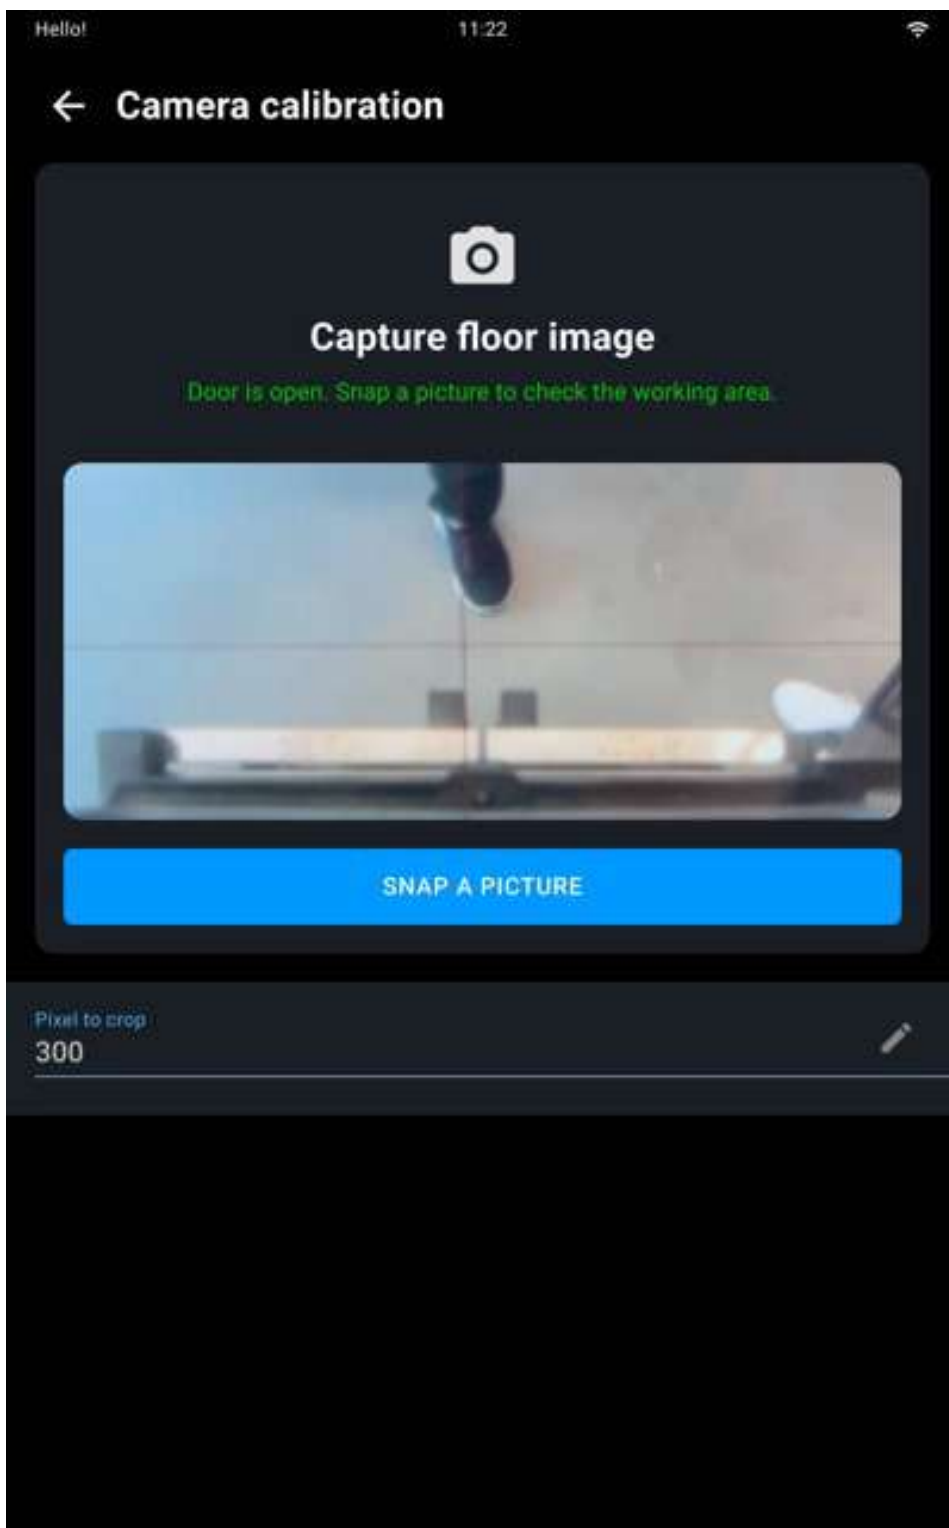 Hello!
11:22
Camera calibration
Capture floor image
Door is open. Snap a picture to check the working area.
SNAP A PICTURE
Pixel to crop
300